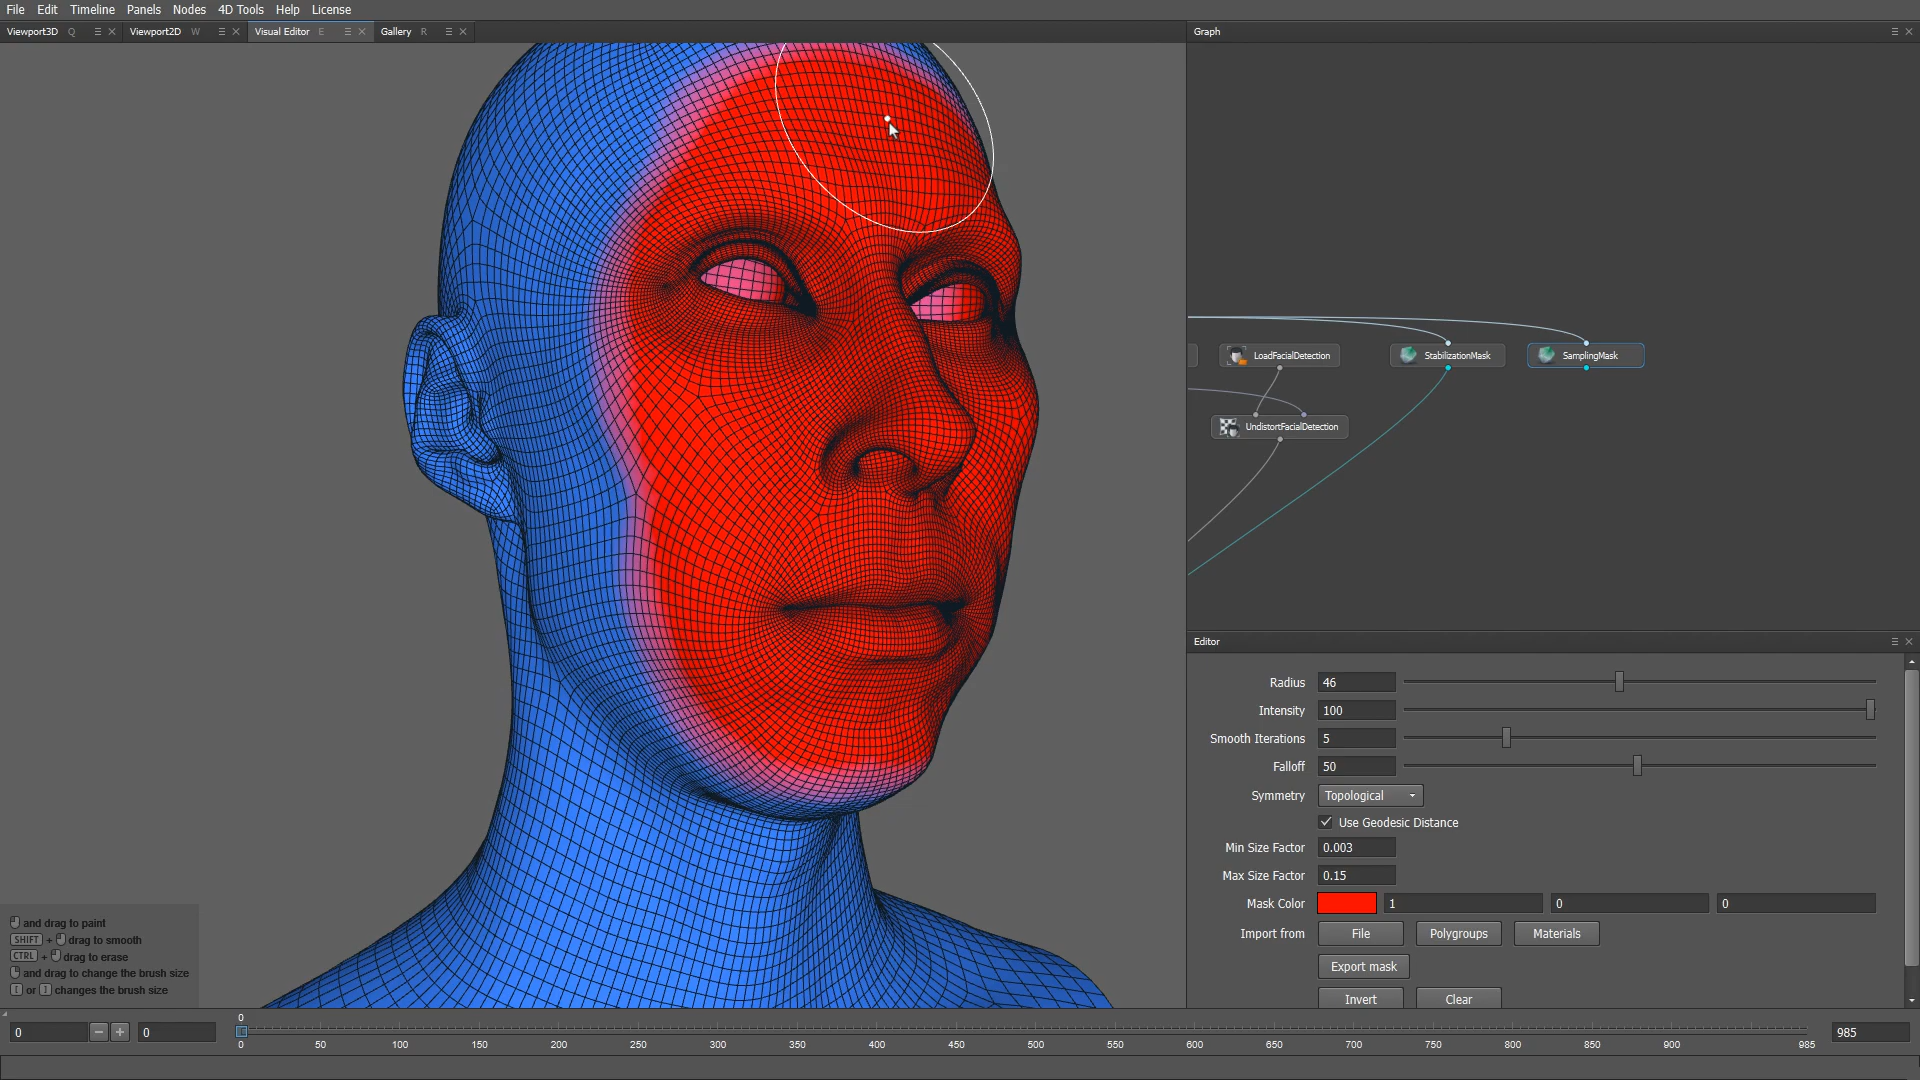 File Edit Timeline Panels Nodes 4D Tools Help License
Viewport3D Q Viewport2D W Visual Editor E Gallery R
Graph
LoadFacialDetection StabilizationMask SamplingMask
UndistortFacialDetection
Editor
Radius 46
Intensity 100
Smooth Iterations 5
Falloff 50
Symmetry Topological
Use Geodesic Distance
Min Size Factor 0.003
Max Size Factor 0.15
Mask Color 1 0 0
Import from File Polygroups Materials
Export mask
Invert Clear
and drag to paint
SHIFT + drag to smooth
CTRL + drag to erase
and drag to change the brush size
[ or ] changes the brush size
0
0 0 985
0 50 100 150 200 250 300 350 400 450 500 550 600 650 700 750 800 850 900 985